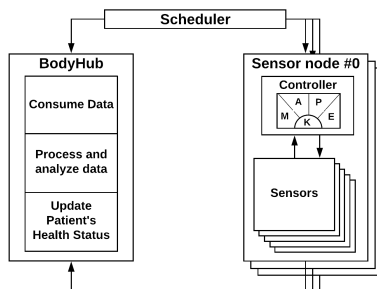 Scheduler
BodyHub
Consume Data
Process and
analyze data
Update
Patient's
Health Status
Sensor node #0
Controller
A P
M E
K
Sensors